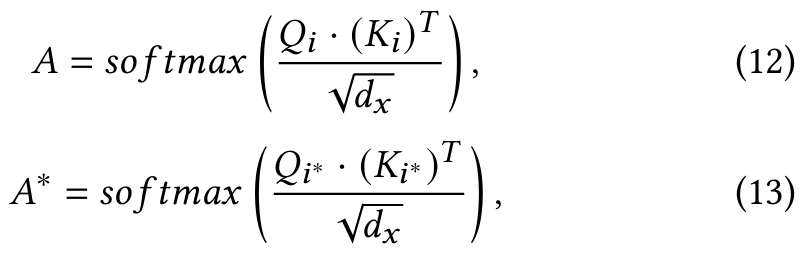 A = softmax ( Q_i · (K_i)^T / √d_x ) , (12)
A^* = softmax ( Q_{i^*} · (K_{i^*})^T / √d_x ) , (13)